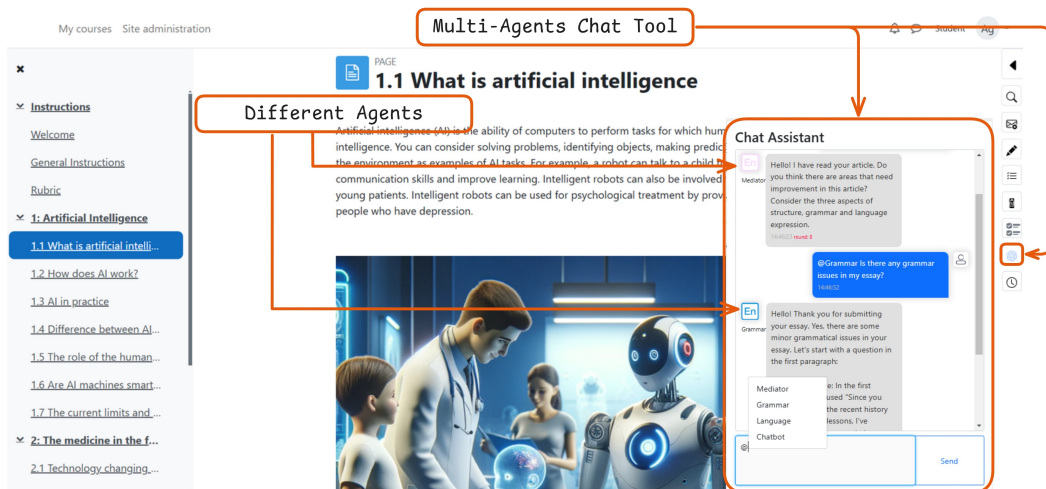 My courses Site administration
Multi-Agents Chat Tool
Student
Ag
Instructions
Welcome
General Instructions
Rubric
1: Artificial Intelligence
1.1 What is artificial intelli...
1.2 How does AI work?
1.3 AI in practice
1.4 Difference between AI...
1.5 The role of the human...
1.6 Are AI machines smart...
1.7 The current limits and ...
2: The medicine in the f...
2.1 Technology changing ...
PAGE
1.1 What is artificial intelligence
Different Agents
Artificial intelligence (AI) is the ability of computers to perform tasks for which hum
intelligence. You can consider solving problems, identifying objects, making predic
the environment as examples of AI tasks. For example, a robot can talk to a child
communication skills and improve learning. Intelligent robots can also be involved
young patients. Intelligent robots can be used for psychological treatment by prov
people who have depression.
Chat Assistant
En
Mediator
Hello! I have read your article. Do
you think there are areas that need
improvement in this article?
Consider the three aspects of
structure, grammar and language
expression.
14:46:23 round: 8
@Grammar Is there any grammar
issues in my essay?
14:46:52
En
Grammar
Hello! Thank you for submitting
your essay. Yes, there are some
minor grammatical issues in your
essay. Let's start with a question in
the first paragraph:
e: In the first
used "Since you
the recent history
lessons, I've
Mediator
Grammar
Language
Chatbot
@
Send